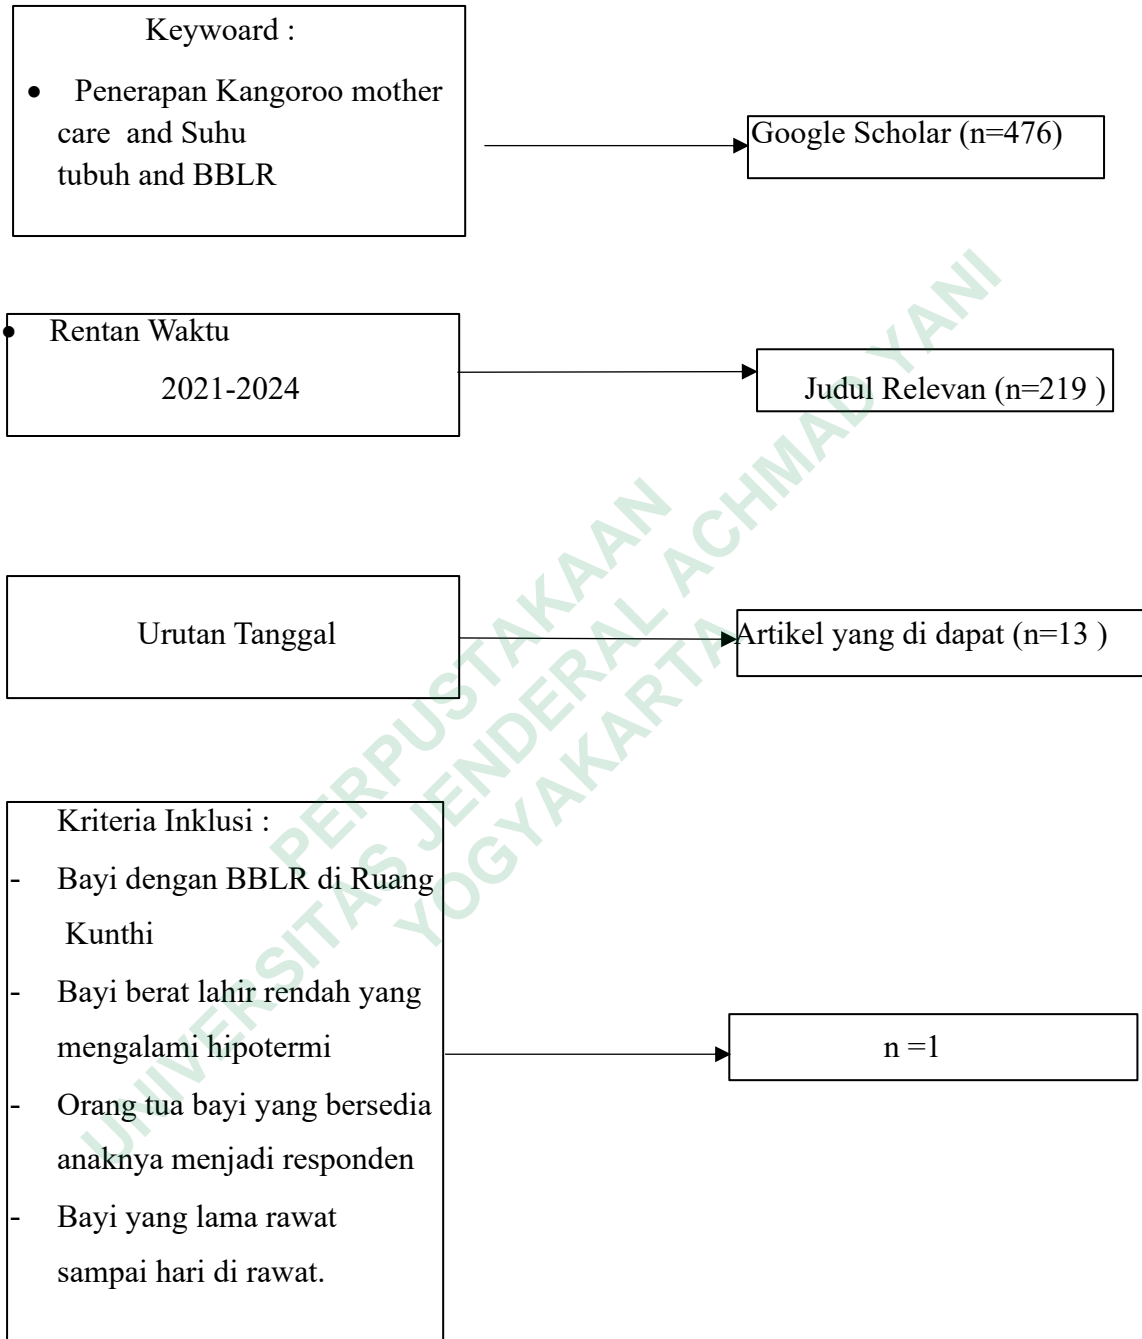 Keywoard :
• Penerapan Kangoroo mother
care and Suhu
tubuh and BBLR
Google Scholar (n=476)
• Rentan Waktu
2021-2024
Judul Relevan (n=219 )
Urutan Tanggal
Artikel yang di dapat (n=13 )
Kriteria Inklusi :
- Bayi dengan BBLR di Ruang
Kunthi
- Bayi berat lahir rendah yang
mengalami hipotermi
- Orang tua bayi yang bersedia
anaknya menjadi responden
- Bayi yang lama rawat
sampai hari di rawat.
n =1
PERPUSTAKAAN
UNIVERSITAS JENDERAL ACHMAD YANI
YOGYAKARTA